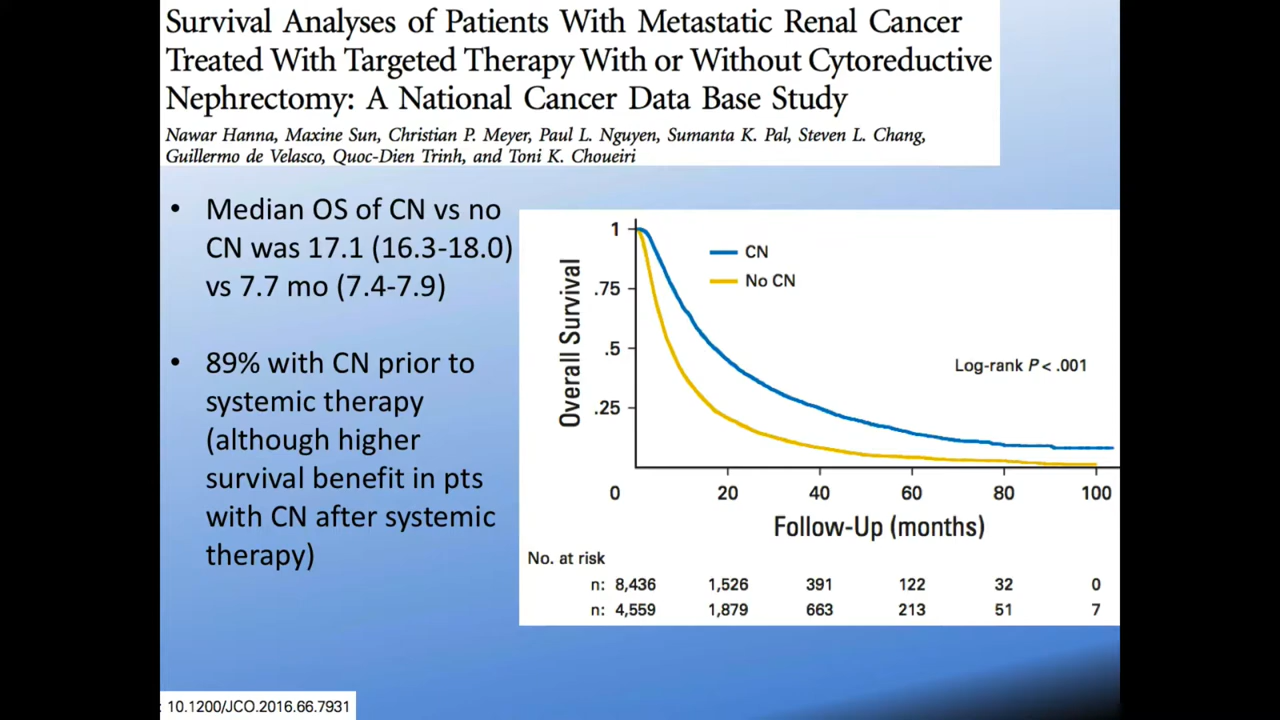 Survival Analyses of Patients With Metastatic Renal Cancer
Treated With Targeted Therapy With or Without Cytoreductive
Nephrectomy: A National Cancer Data Base Study
Nawar Hanna, Maxine Sun, Christian P. Meyer, Paul L. Nguyen, Sumanta K. Pal, Steven L. Chang,
Guillermo de Velasco, Quoc-Dien Trinh, and Toni K. Choueiri
• Median OS of CN vs no
CN was 17.1 (16.3-18.0)
vs 7.7 mo (7.4-7.9)
• 89% with CN prior to
systemic therapy
(although higher
survival benefit in pts
with CN after systemic
therapy)
Overall Survival
1
.75
.5
.25
CN
No CN
Log-rank P < .001
0 20 40 60 80 100
Follow-Up (months)
No. at risk
n: 8,436 1,526 391 122 32 0
n: 4,559 1,879 663 213 51 7
: 10.1200/JCO.2016.66.7931